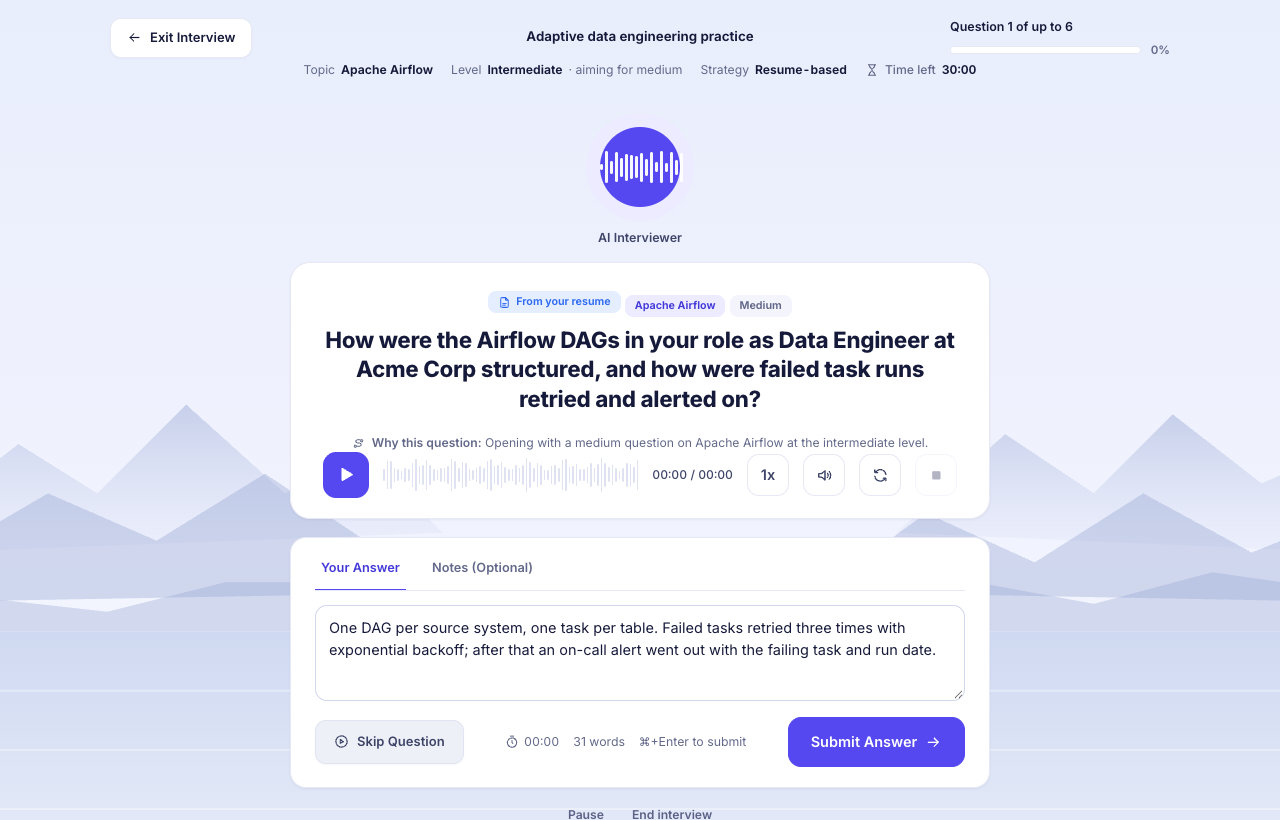 Exit Interview
Adaptive data engineering practice
Question 1 of up to 6
0%
Topic Apache Airflow Level Intermediate · aiming for medium Strategy Resume-based Time left 30:00
AI Interviewer
From your resume Apache Airflow Medium
How were the Airflow DAGs in your role as Data Engineer at
Acme Corp structured, and how were failed task runs
retried and alerted on?
Why this question: Opening with a medium question on Apache Airflow at the intermediate level.
00:00 / 00:00 1x
Your Answer Notes (Optional)
One DAG per source system, one task per table. Failed tasks retried three times with
exponential backoff; after that an on-call alert went out with the failing task and run date.
Skip Question 00:00 31 words ⌘+Enter to submit Submit Answer
Pause End interview